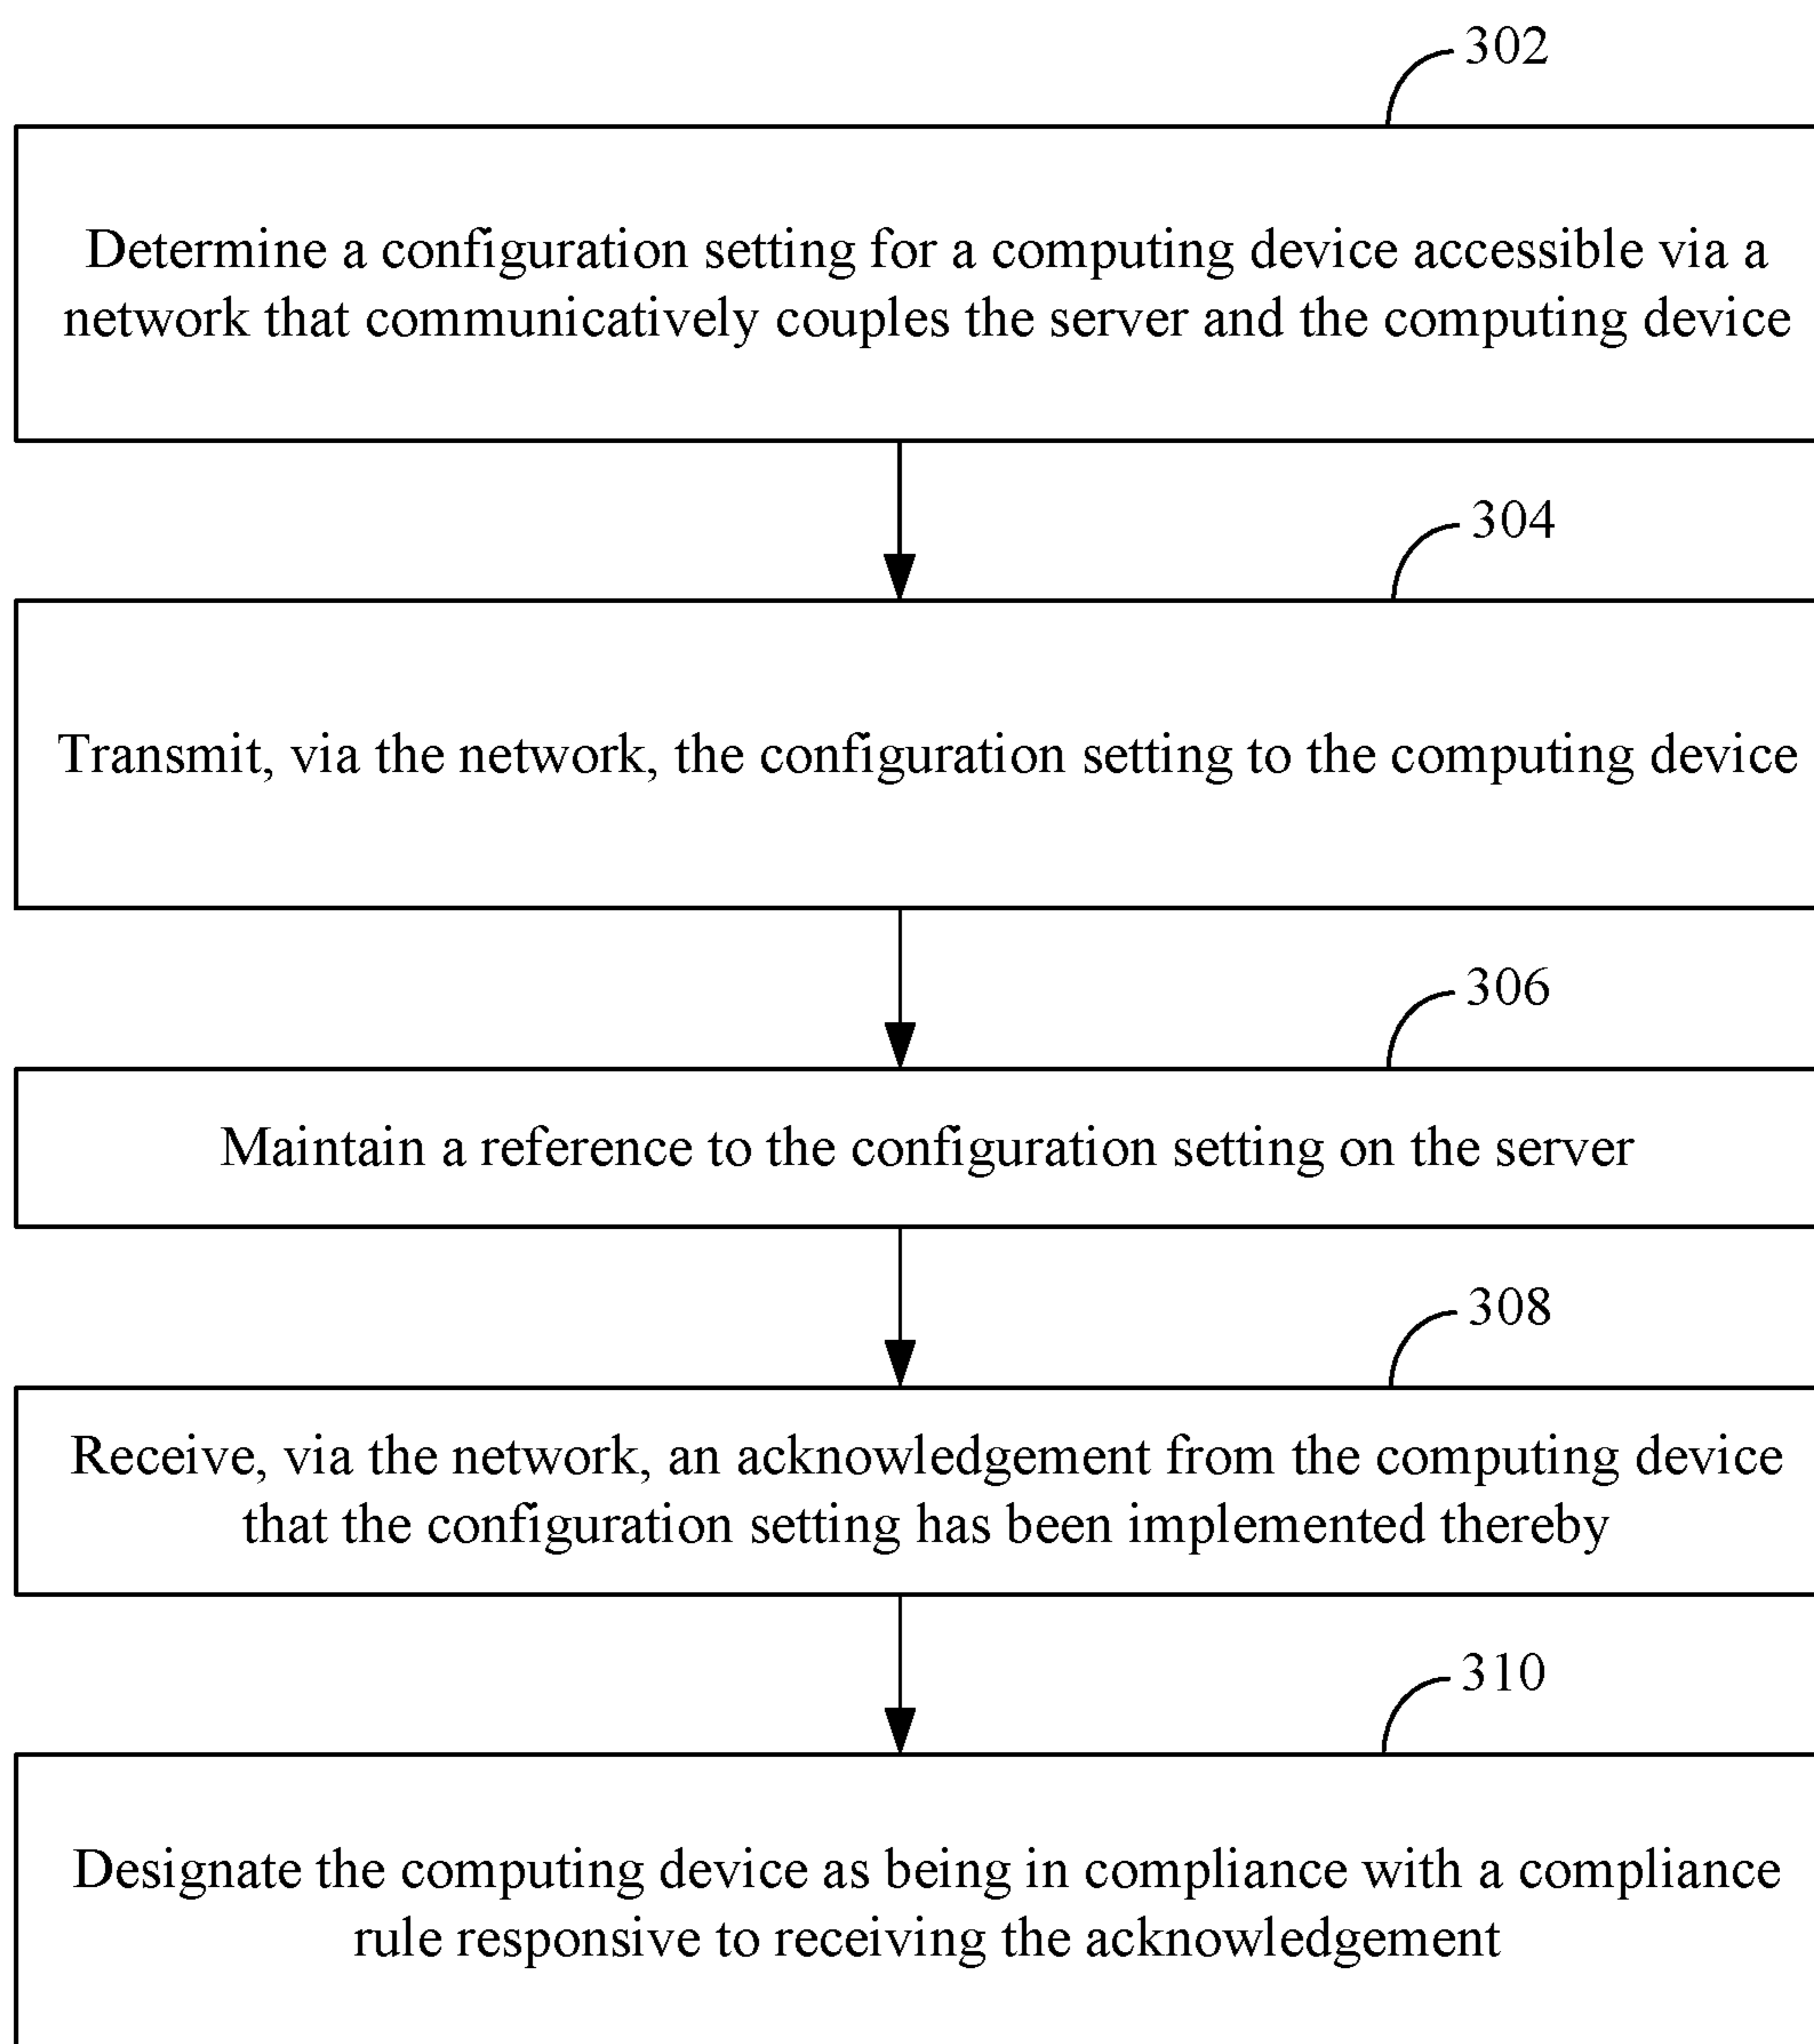 302
Determine a configuration setting for a computing device accessible via a
network that communicatively couples the server and the computing device
304
Transmit, via the network, the configuration setting to the computing device
306
Maintain a reference to the configuration setting on the server
308
Receive, via the network, an acknowledgement from the computing device
that the configuration setting has been implemented thereby
310
Designate the computing device as being in compliance with a compliance
rule responsive to receiving the acknowledgement